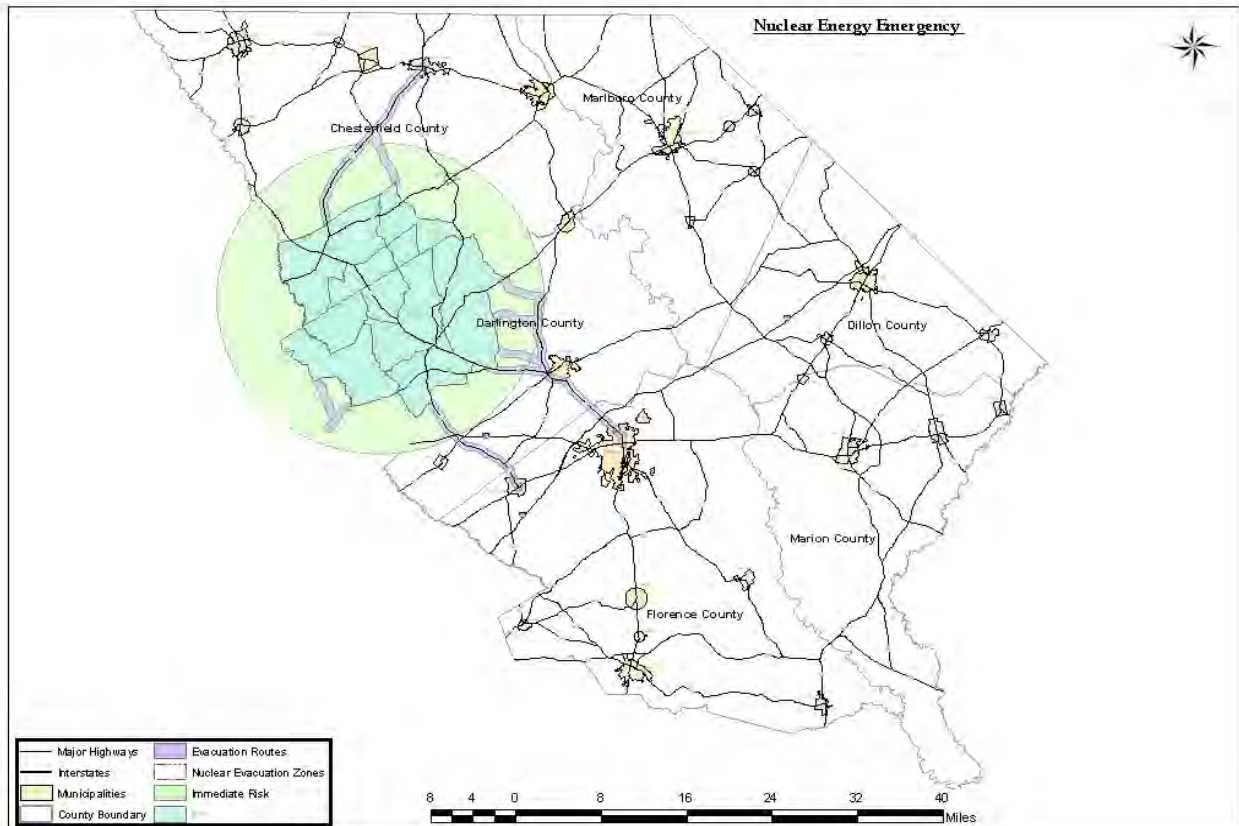 Nuclear Energy Emergency
Marlboro County
Chesterfield County
Darlington County
Dillon County
Marion County
Florence County
Major Highways
Evacuation Routes
Interstates
Nuclear Evacuation Zones
Municipalities
Immediate Risk
County Boundary
8 4 0 8 16 24 32 40
Miles